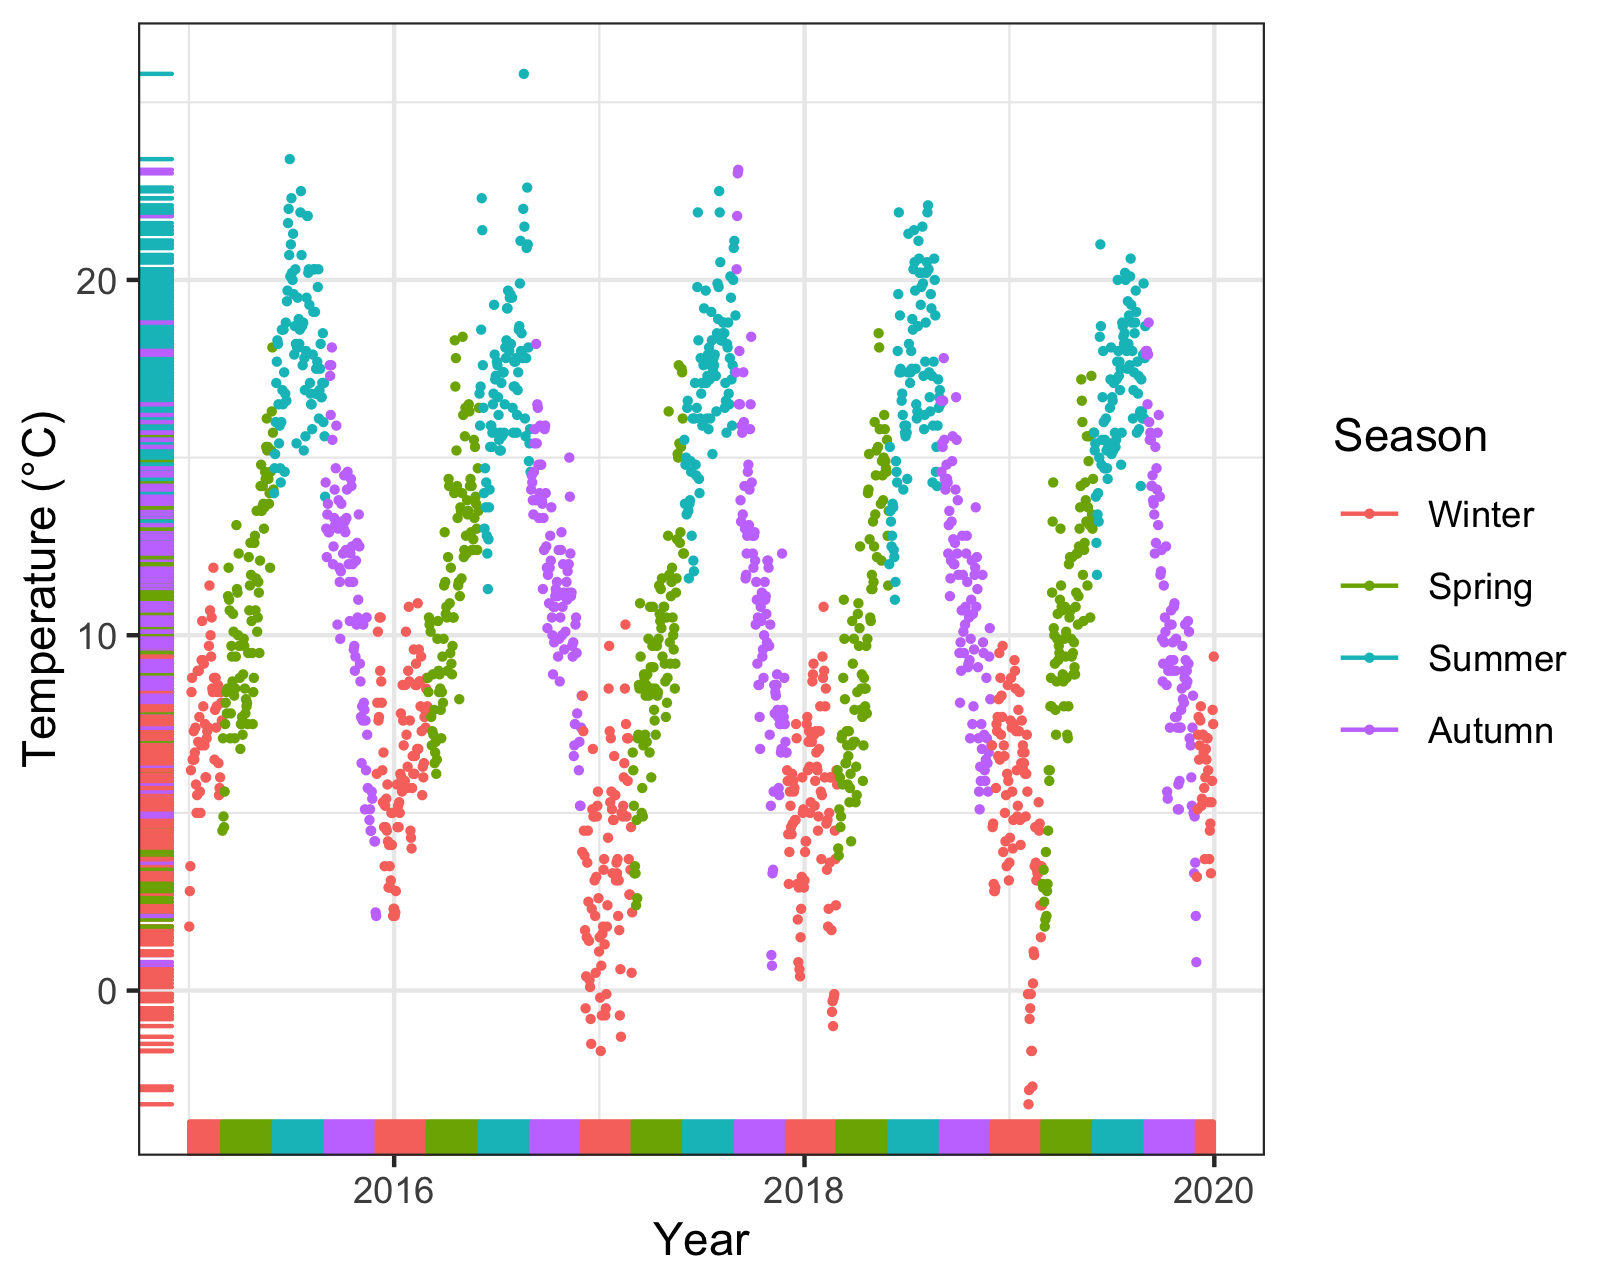 Temperature (°C)
20
10
0
2016
2018
2020
Year
Season
Winter
Spring
Summer
Autumn